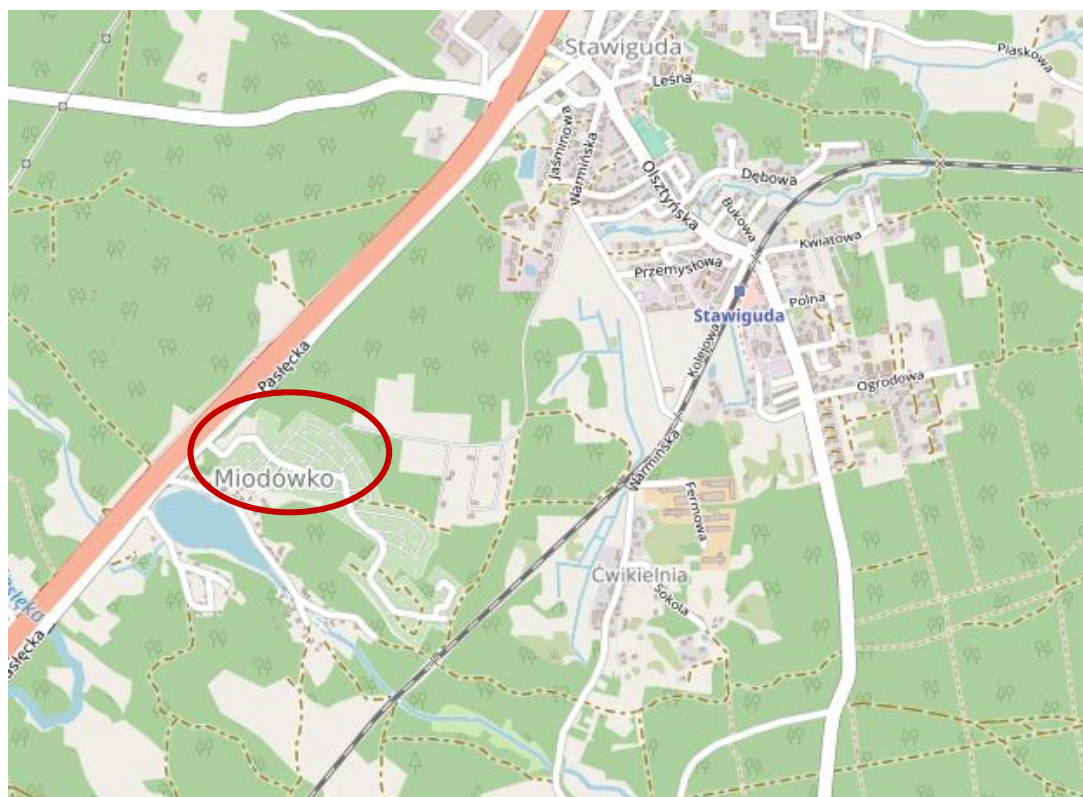 Stawiguda
Piaskowa
Leśna
Jaśminowa
Warmińska
Olsztyńska
Dębowa
Bukowa
Kwiatowa
Przemysłowa
Polna
Stawiguda
Kolejowa
Pasłęcka
Ogrodowa
Miodówko
Warmińska
Fermowa
Ćwikielnia
Sokola
Pasłęcka